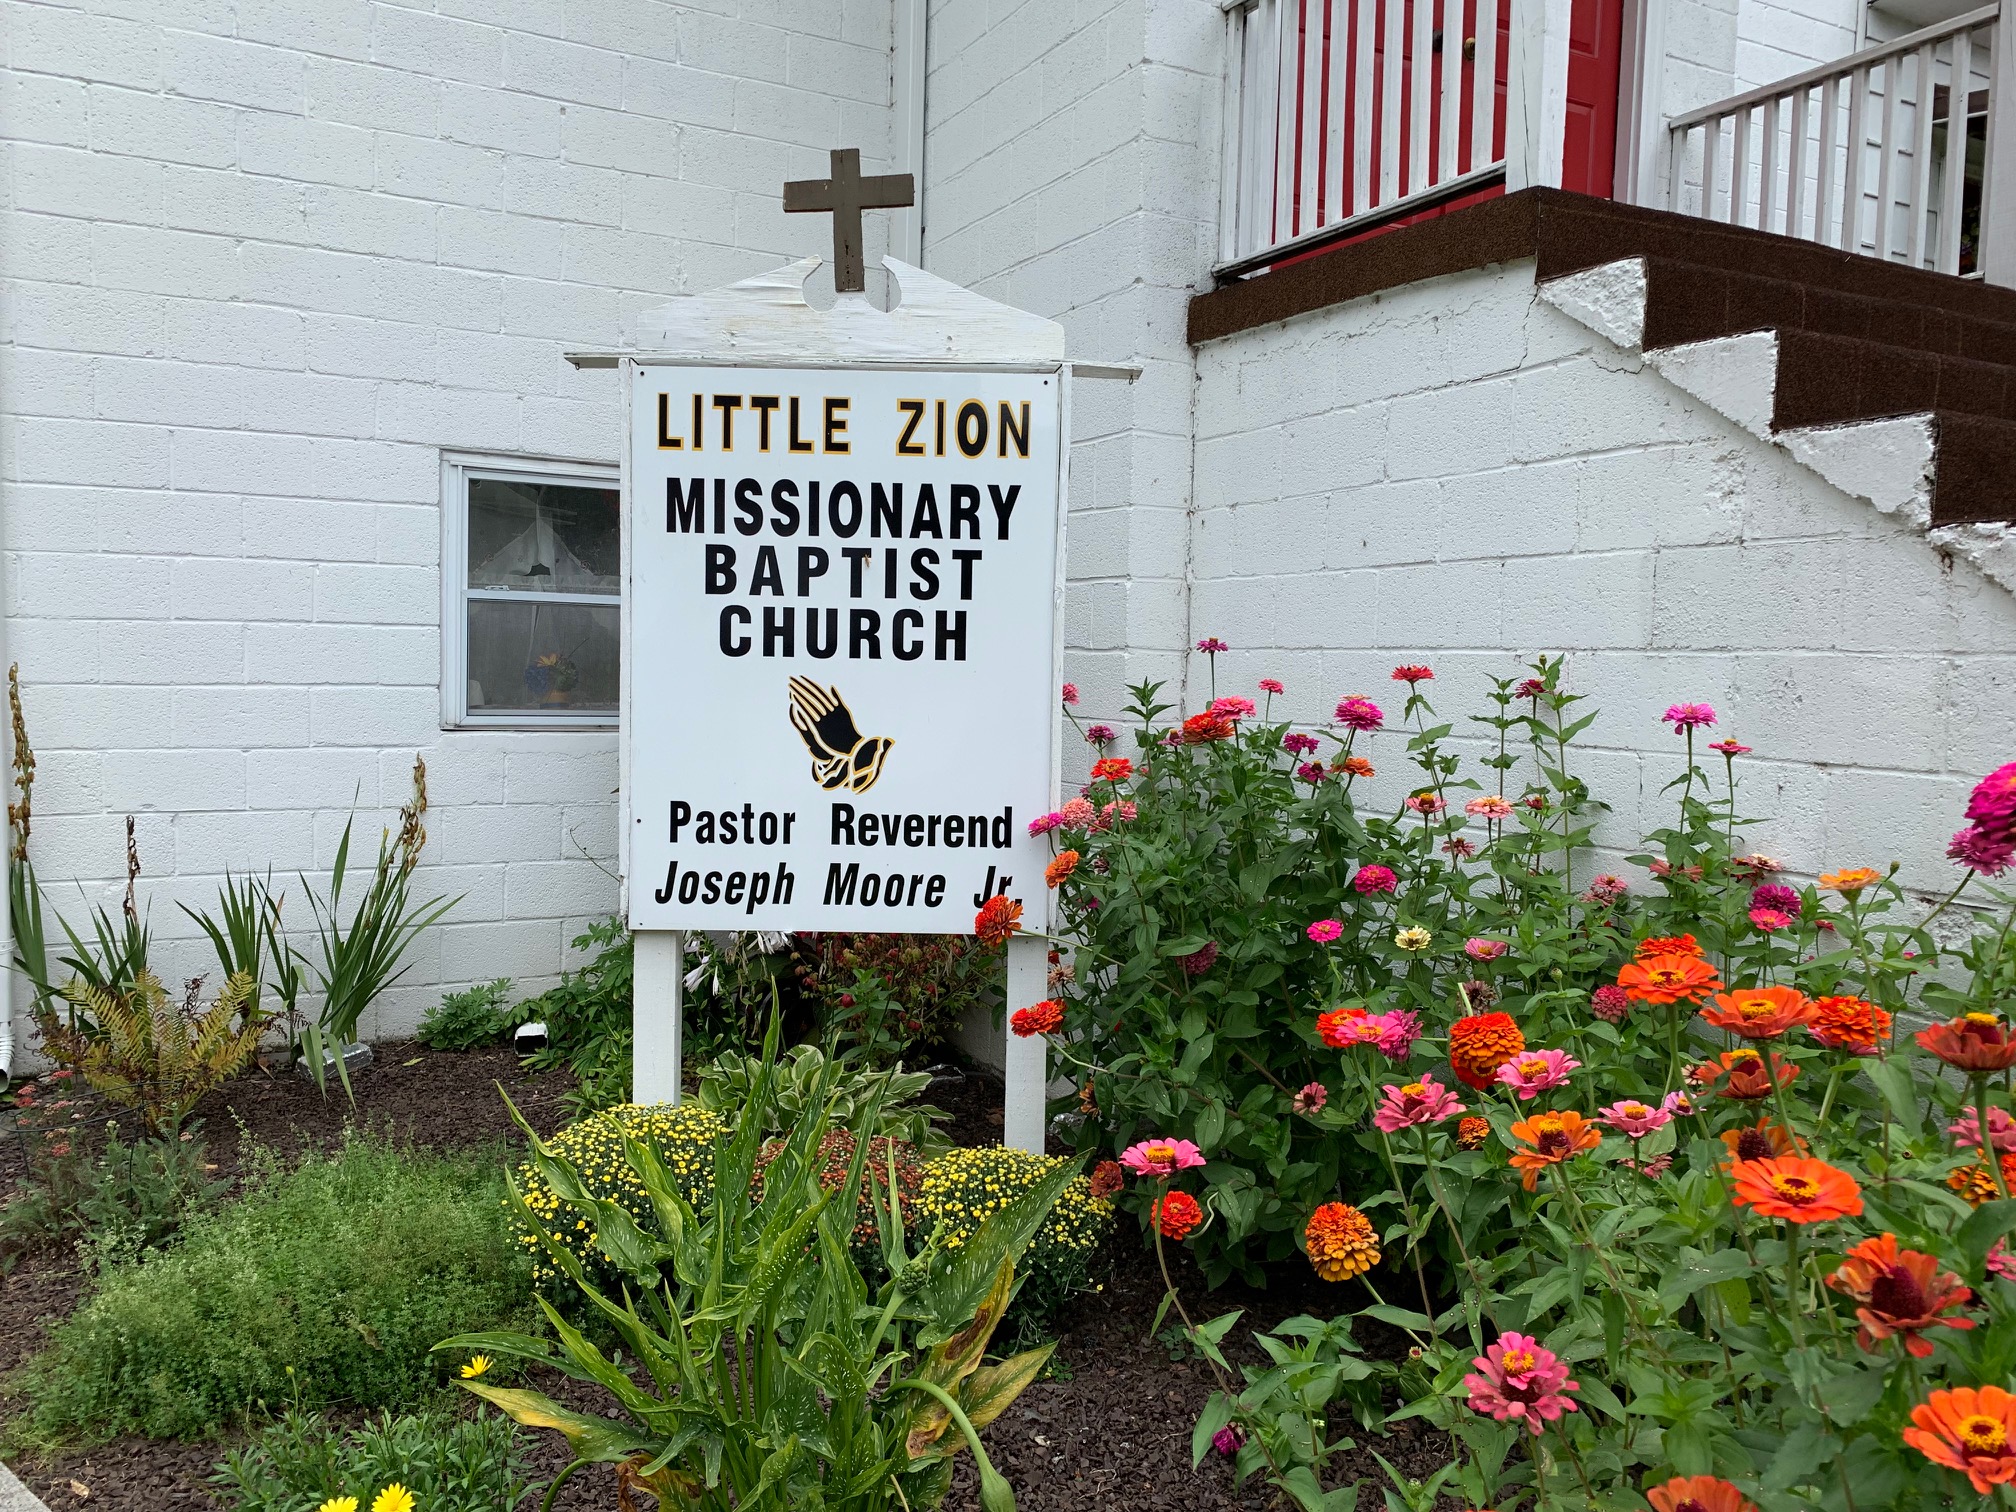 LITTLE ZION
MISSIONARY
BAPTIST
CHURCH
Pastor Reverend
Joseph Moore Jr.